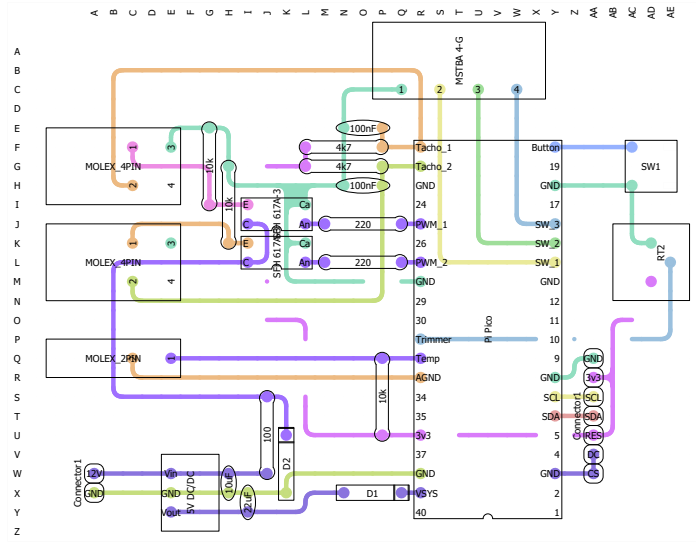 A B C D E F G H I J K L M N O P Q R S T U V W X Y Z AA AB AC AD AE
A
B
C
D
E
F
G
H
I
J
K
L
M
N
O
P
Q
R
S
T
U
V
W
X
Y
Z
MSTBA 4-G
1 2 3 4
MOLEX_4PIN
1 3
2 4
MOLEX_4PIN
1 3
2 4
MOLEX_2PIN
2 1
10k
10k
100nF
4k7
4k7
100nF
SFH 617A-3
E Ca
C An
E Ca
C An
220
220
10k
100
D2
D1
10uF
22uF
Connector1
12V
GND
5V DC/DC
Vin
GND
Vout
Pi Pico
Tacho_1
Tacho_2
GND
24
PWM_1
26
PWM_2
GND
29
30
Trimmer
Temp
AGND
34
35
3v3
37
GND
VSYS
40
Button
19
GND
17
SW_3
SW_2
SW_1
GND
12
11
10
9
GND
SCL
SDA
5
4
GND
2
1
SW1
RT2
Connector1
GND
3v3
SCL
SDA
RES
DC